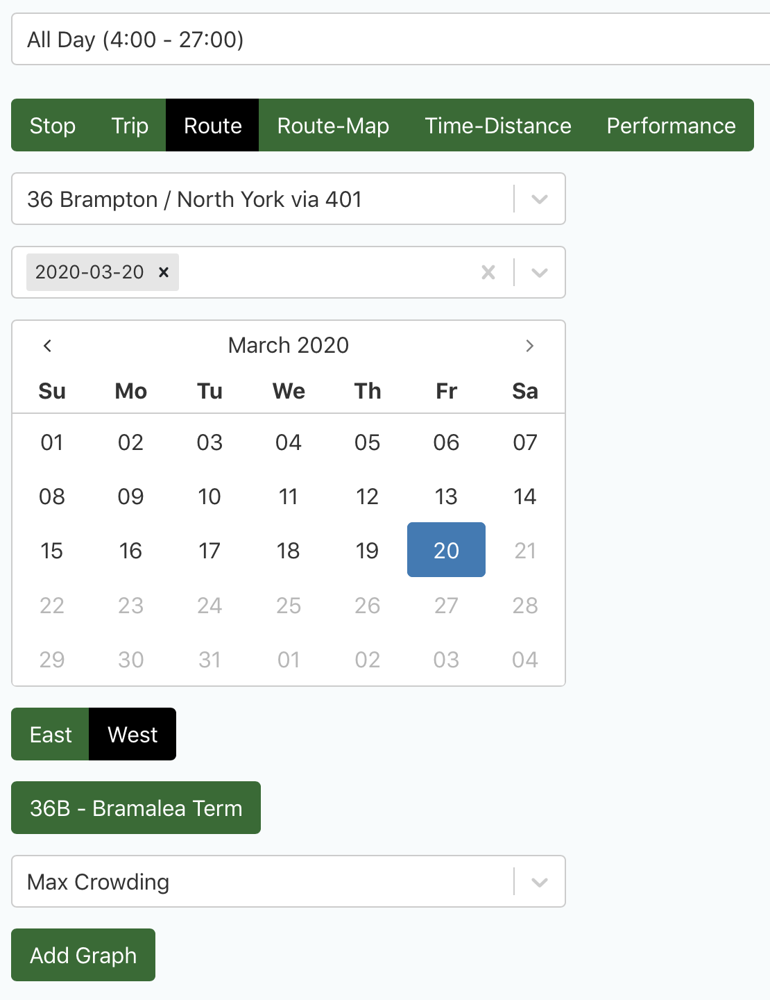 All Day (4:00 - 27:00)
Stop Trip Route Route-Map Time-Distance Performance
36 Brampton / North York via 401
2020-03-20
March 2020
Su Mo Tu We Th Fr Sa
01 02 03 04 05 06 07
08 09 10 11 12 13 14
15 16 17 18 19 20 21
22 23 24 25 26 27 28
29 30 31 01 02 03 04
East West
36B - Bramalea Term
Max Crowding
Add Graph